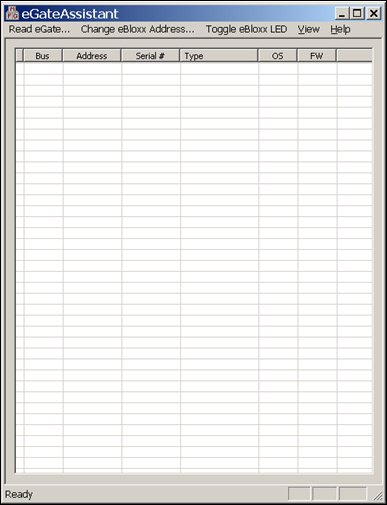 eGateAssistant
Read eGate... Change eBloxx Address... Toggle eBloxx LED View Help
Bus Address Serial # Type OS FW
Ready